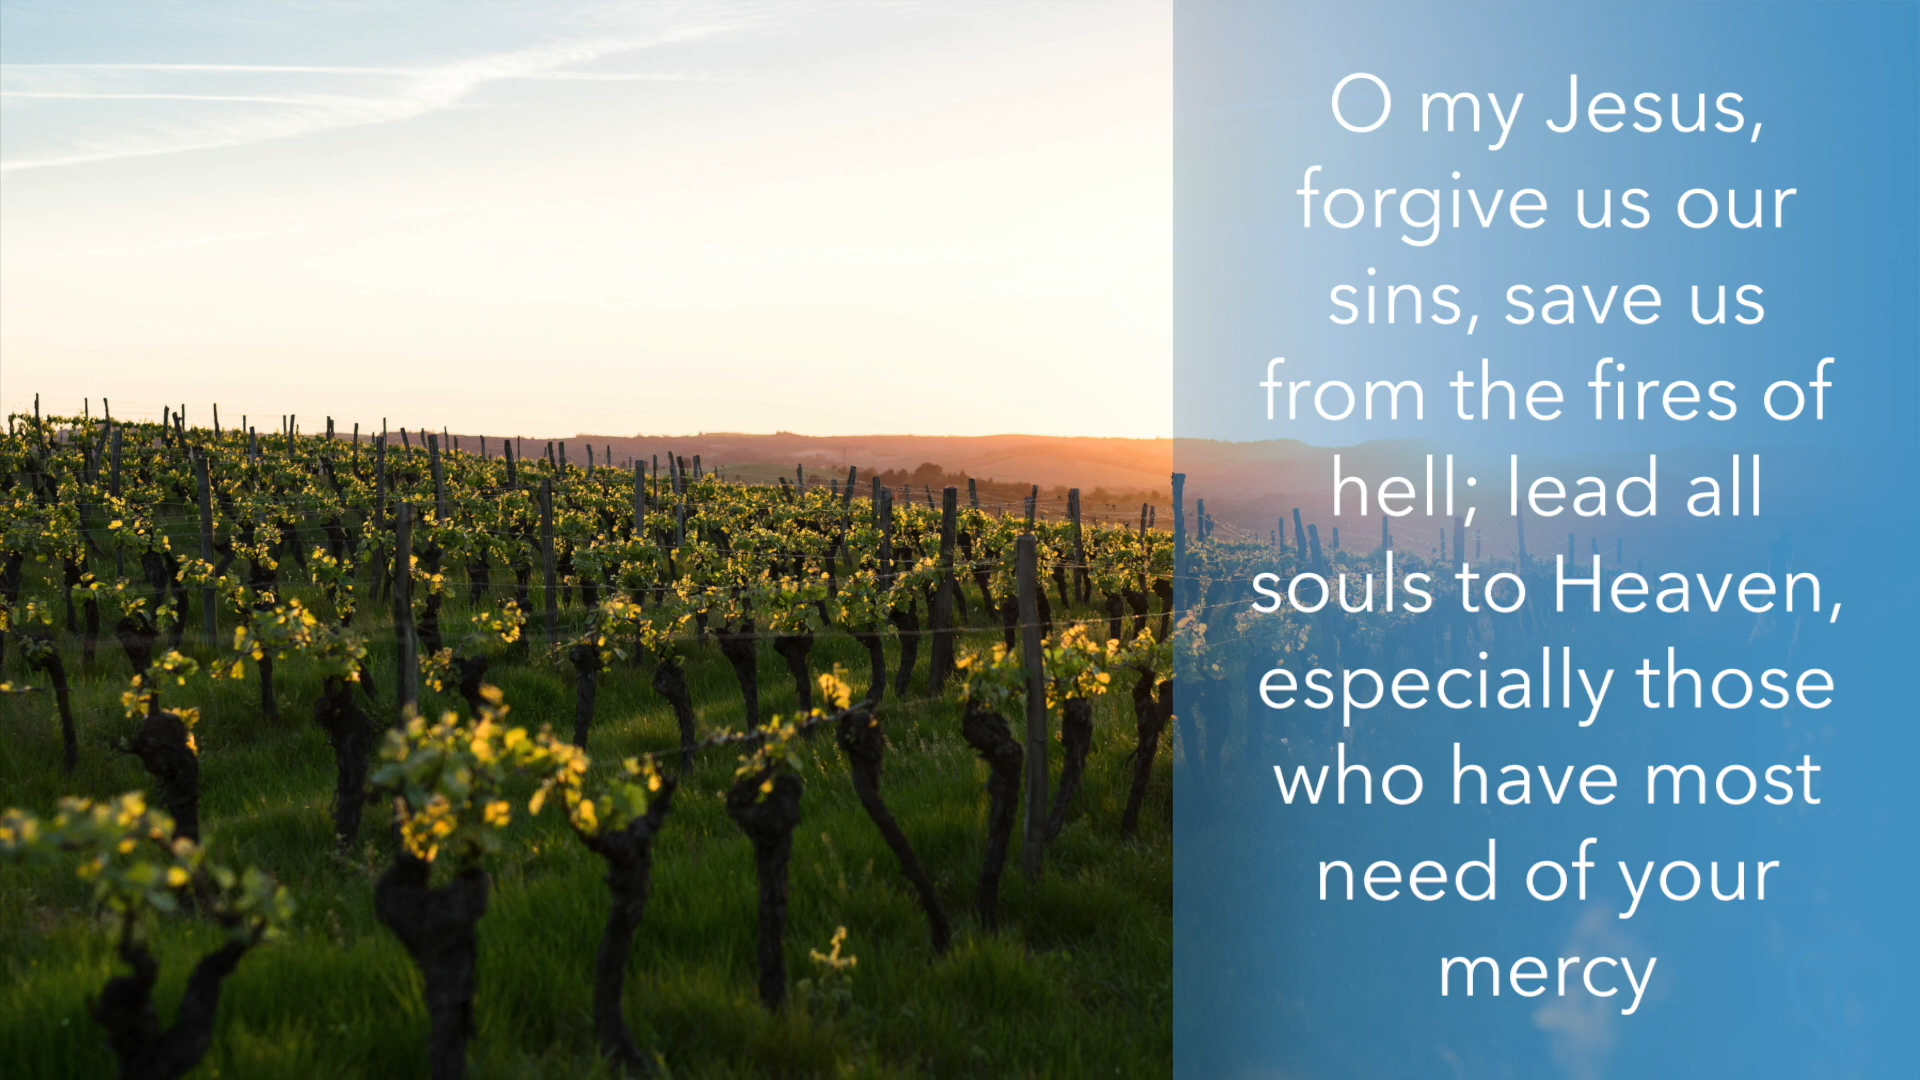 O my Jesus,
forgive us our
sins, save us
from the fires of
hell; lead all
souls to Heaven,
especially those
who have most
need of your
mercy